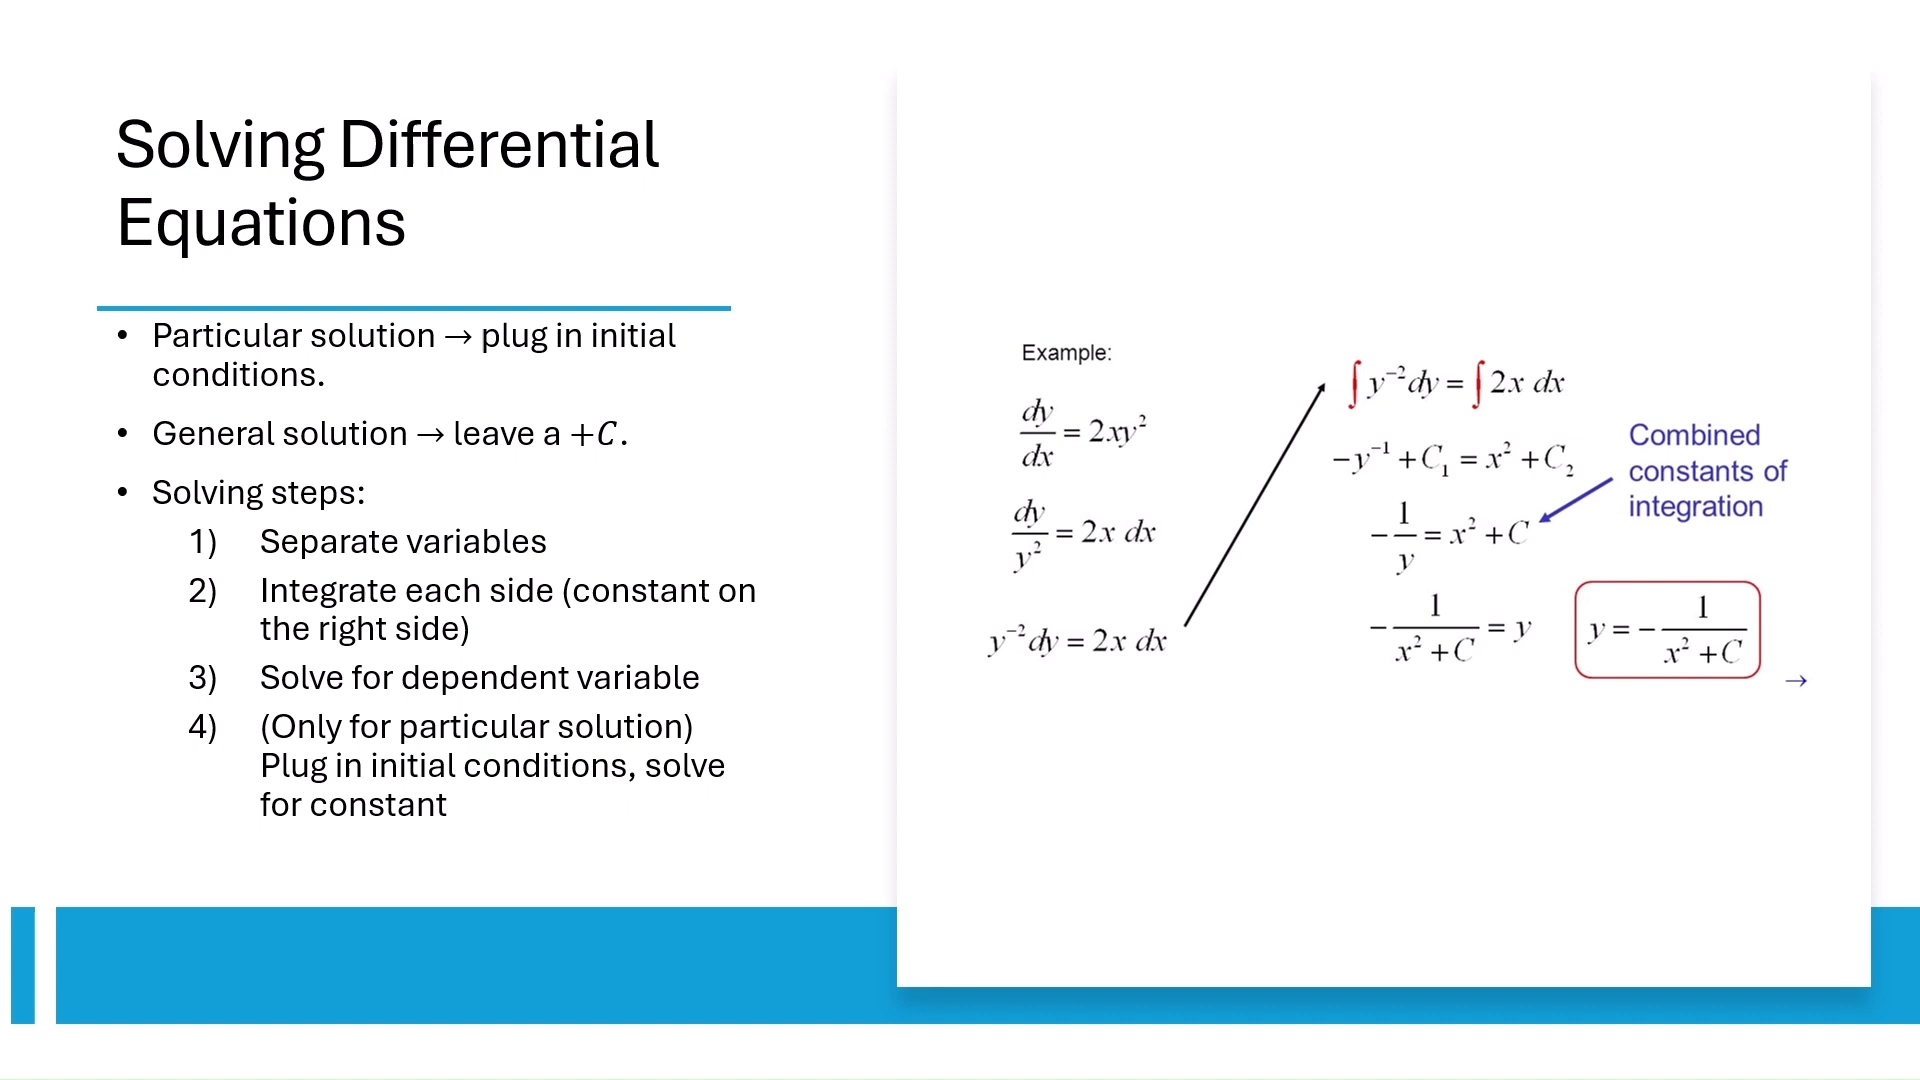 Solving Differential
Equations
• Particular solution → plug in initial
conditions.
• General solution → leave a +C.
• Solving steps:
1) Separate variables
2) Integrate each side (constant on
the right side)
3) Solve for dependent variable
4) (Only for particular solution)
Plug in initial conditions, solve
for constant
Example:
dy/dx = 2xy²
dy/y² = 2x dx
y⁻²dy = 2x dx
∫y⁻²dy = ∫2x dx
−y⁻¹ + C₁ = x² + C₂
−1/y = x² + C
−1/(x² + C) = y
y = −1/(x² + C)
→
Combined
constants of
integration